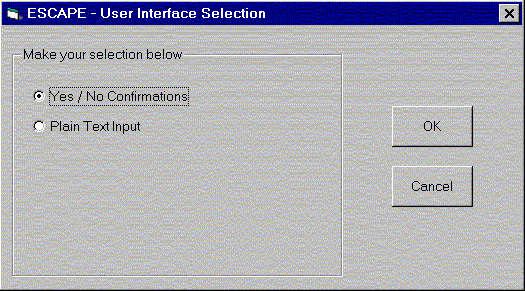 ESCAPE - User Interface Selection
Make your selection below
Yes / No Confirmations
Plain Text Input
OK
Cancel